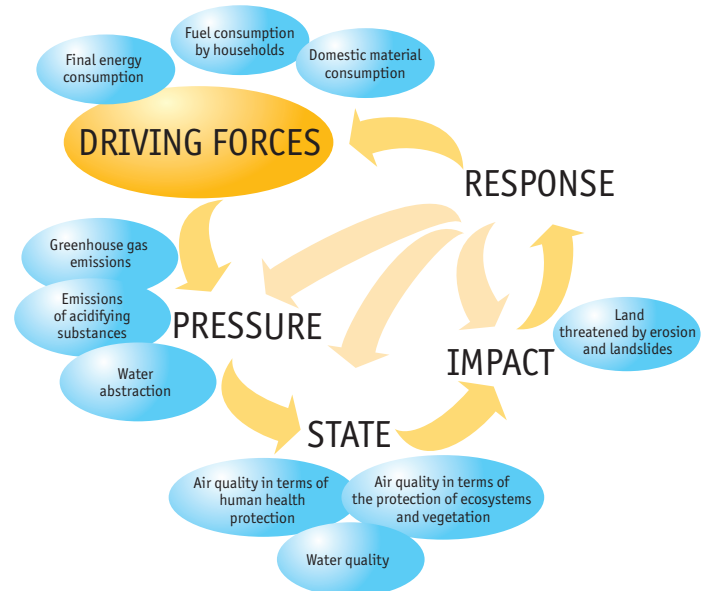 Fuel consumption
by households
Final energy
consumption
Domestic material
consumption
DRIVING FORCES
RESPONSE
Greenhouse gas
emissions
Emissions
of acidifying
substances
PRESSURE
Water
abstraction
Land
threatened by erosion
and landslides
IMPACT
STATE
Air quality in terms of
human health
protection
Air quality in terms of
the protection of ecosystems
and vegetation
Water quality